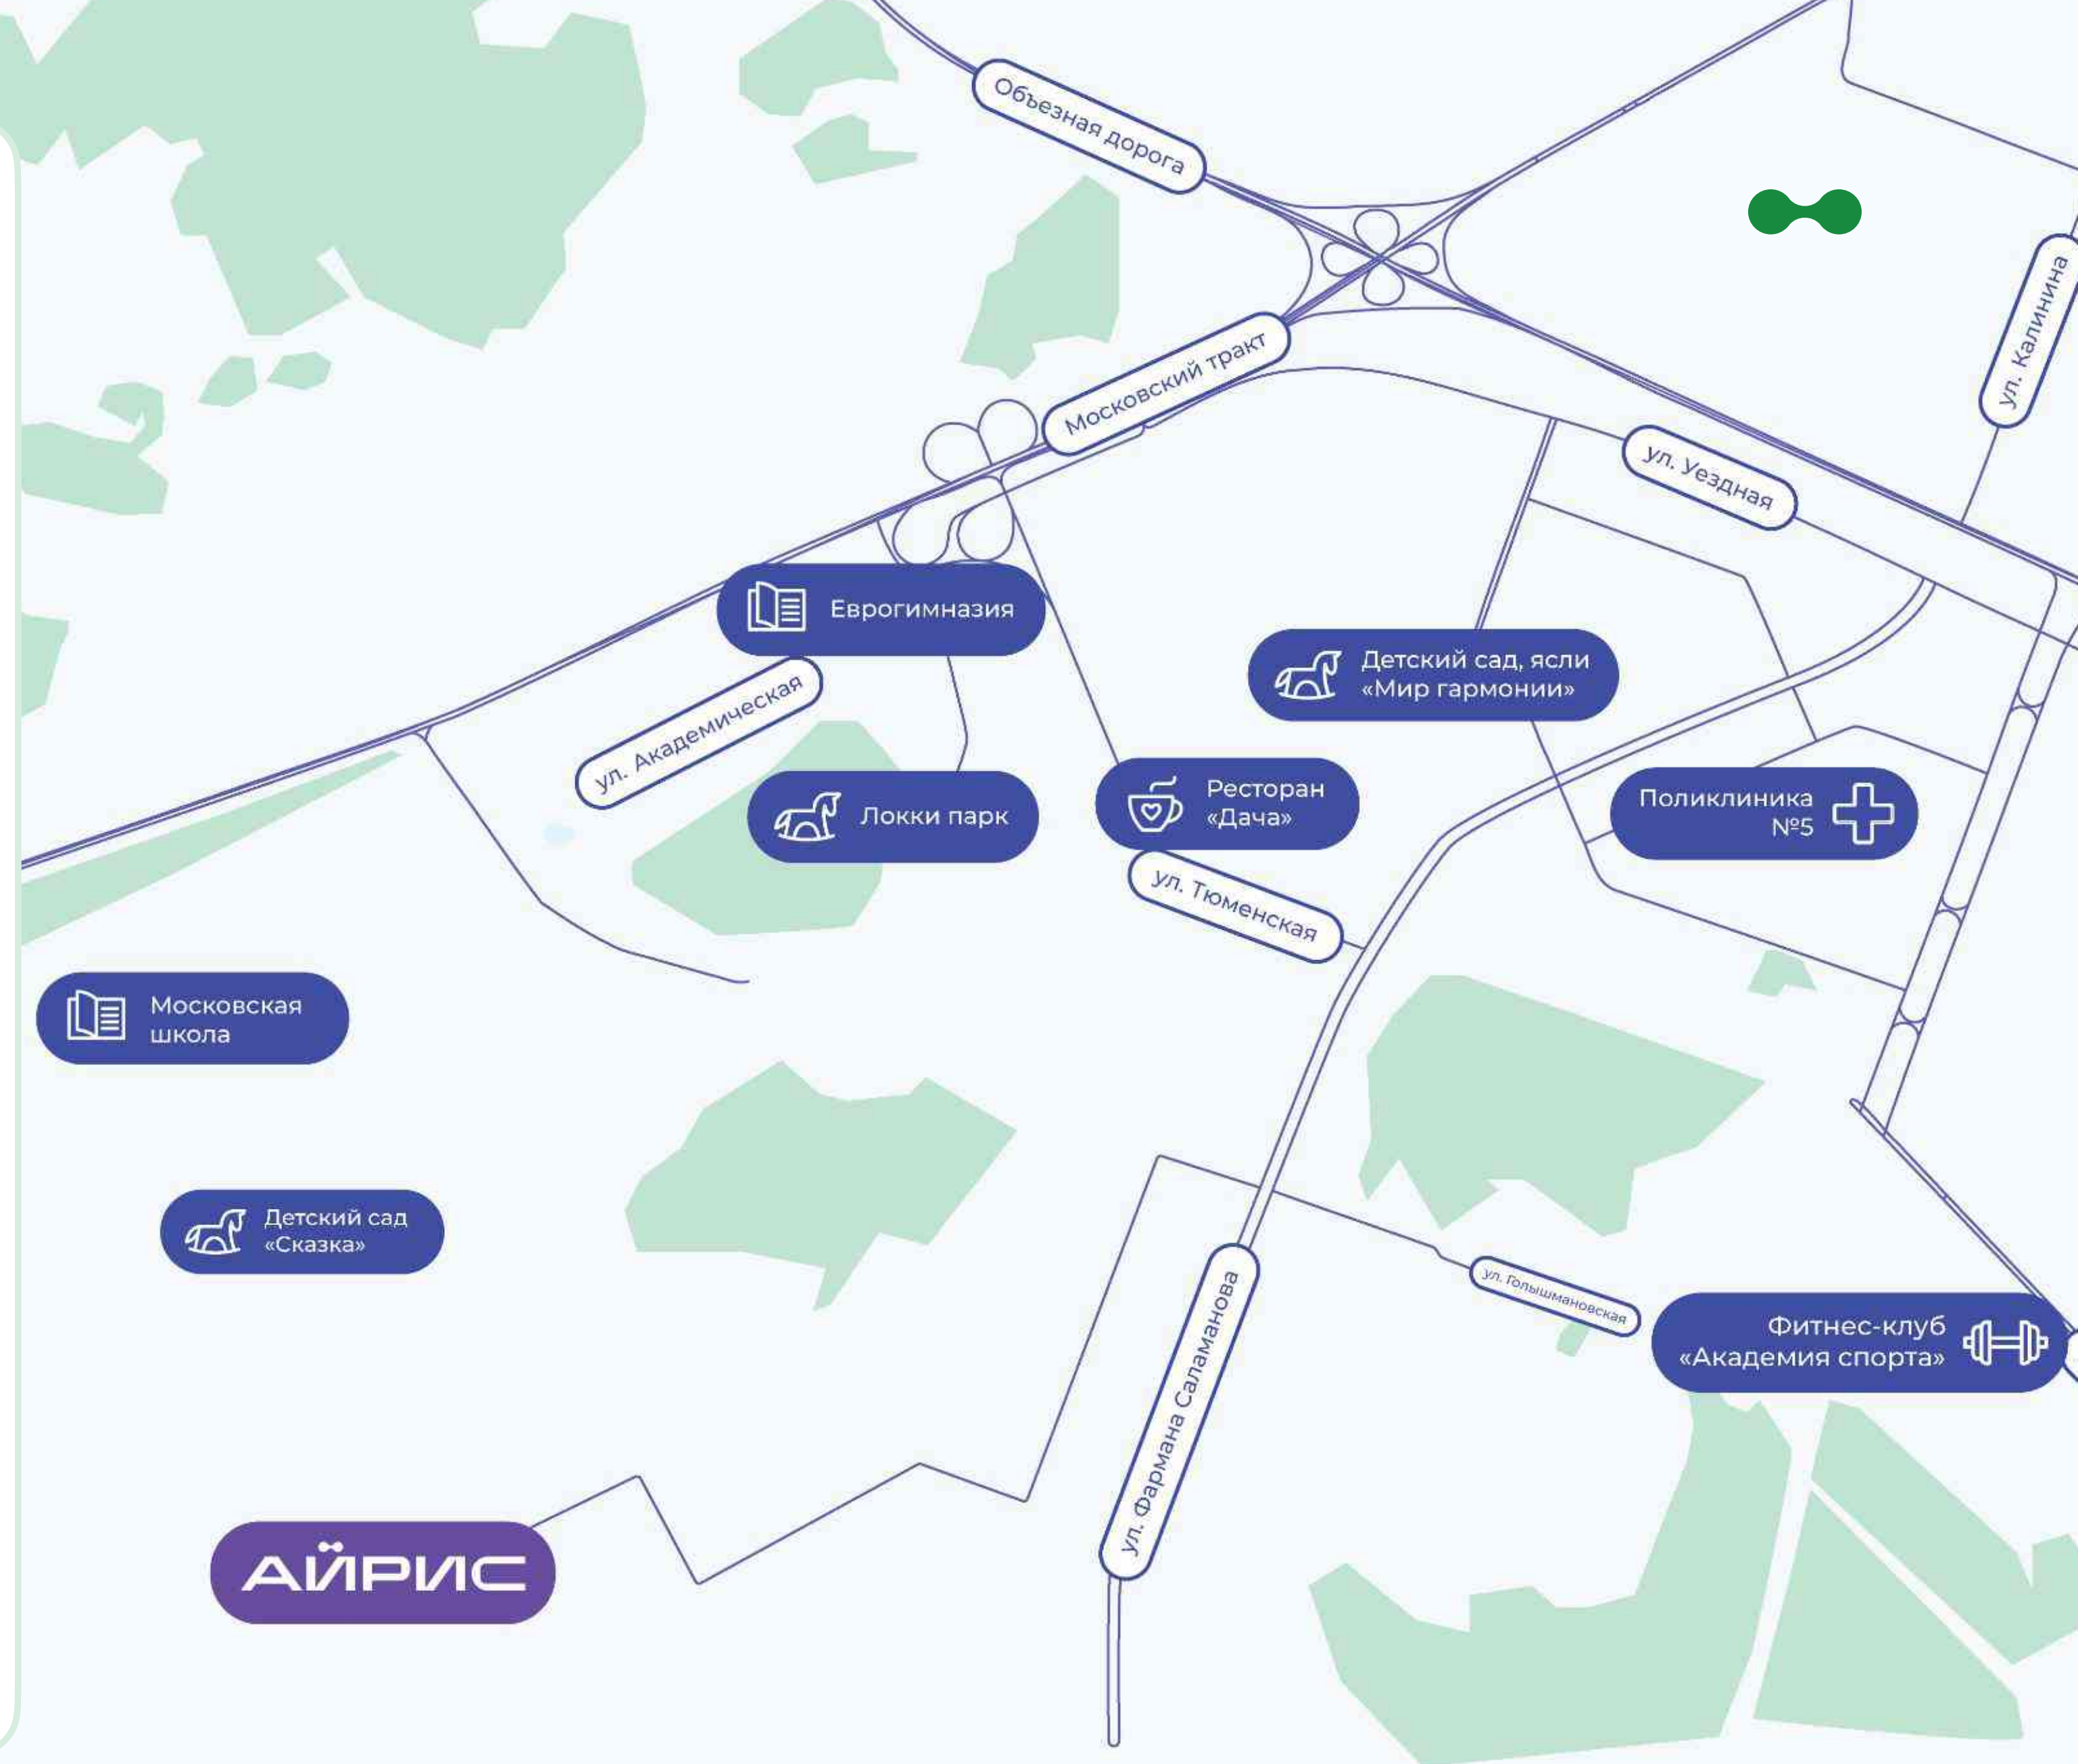 Объезная дорога
ул. Калинина
Московский тракт
ул. Уездная
Еврогимназия
Детский сад, ясли
«Мир гармонии»
ул. Академическая
Локки парк
Ресторан
«Дача»
Поликлиника
№5
ул. Тюменская
Московская
школа
Детский сад
«Сказка»
ул. Голышмановская
Фитнес-клуб
«Академия спорта»
ул. Фармана Саламанова
АЙРИС